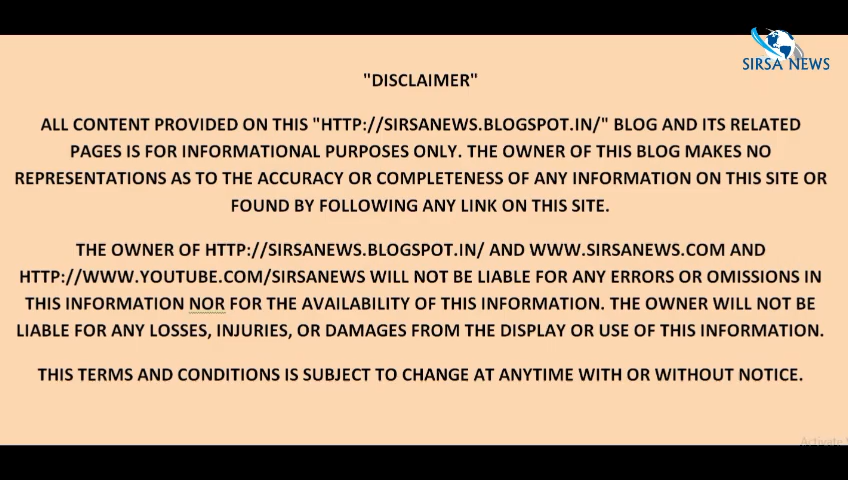 SIRSA NEWS
"DISCLAIMER"
ALL CONTENT PROVIDED ON THIS "HTTP://SIRSANEWS.BLOGSPOT.IN/" BLOG AND ITS RELATED
PAGES IS FOR INFORMATIONAL PURPOSES ONLY. THE OWNER OF THIS BLOG MAKES NO
REPRESENTATIONS AS TO THE ACCURACY OR COMPLETENESS OF ANY INFORMATION ON THIS SITE OR
FOUND BY FOLLOWING ANY LINK ON THIS SITE.
THE OWNER OF HTTP://SIRSANEWS.BLOGSPOT.IN/ AND WWW.SIRSANEWS.COM AND
HTTP://WWW.YOUTUBE.COM/SIRSANEWS WILL NOT BE LIABLE FOR ANY ERRORS OR OMISSIONS IN
THIS INFORMATION NOR FOR THE AVAILABILITY OF THIS INFORMATION. THE OWNER WILL NOT BE
LIABLE FOR ANY LOSSES, INJURIES, OR DAMAGES FROM THE DISPLAY OR USE OF THIS INFORMATION.
THIS TERMS AND CONDITIONS IS SUBJECT TO CHANGE AT ANYTIME WITH OR WITHOUT NOTICE.
Activate